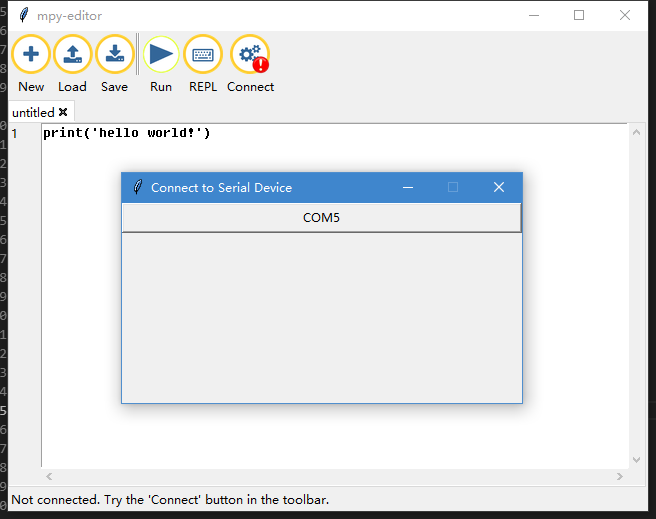 mpy-editor
New Load Save Run REPL Connect
untitled
1 print('hello world!')
Connect to Serial Device
COM5
Not connected. Try the 'Connect' button in the toolbar.